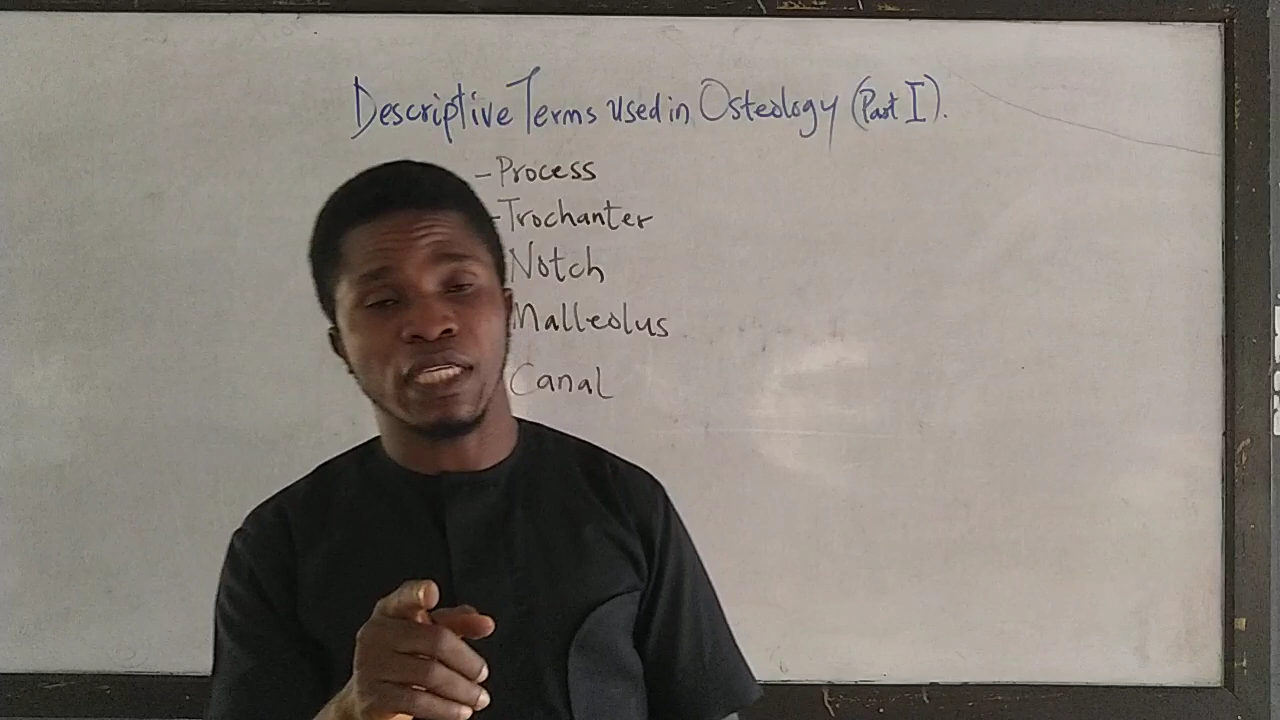 Descriptive Terms used in Osteology (Part I).
- Process
- Trochanter
Notch
Malleolus
Canal